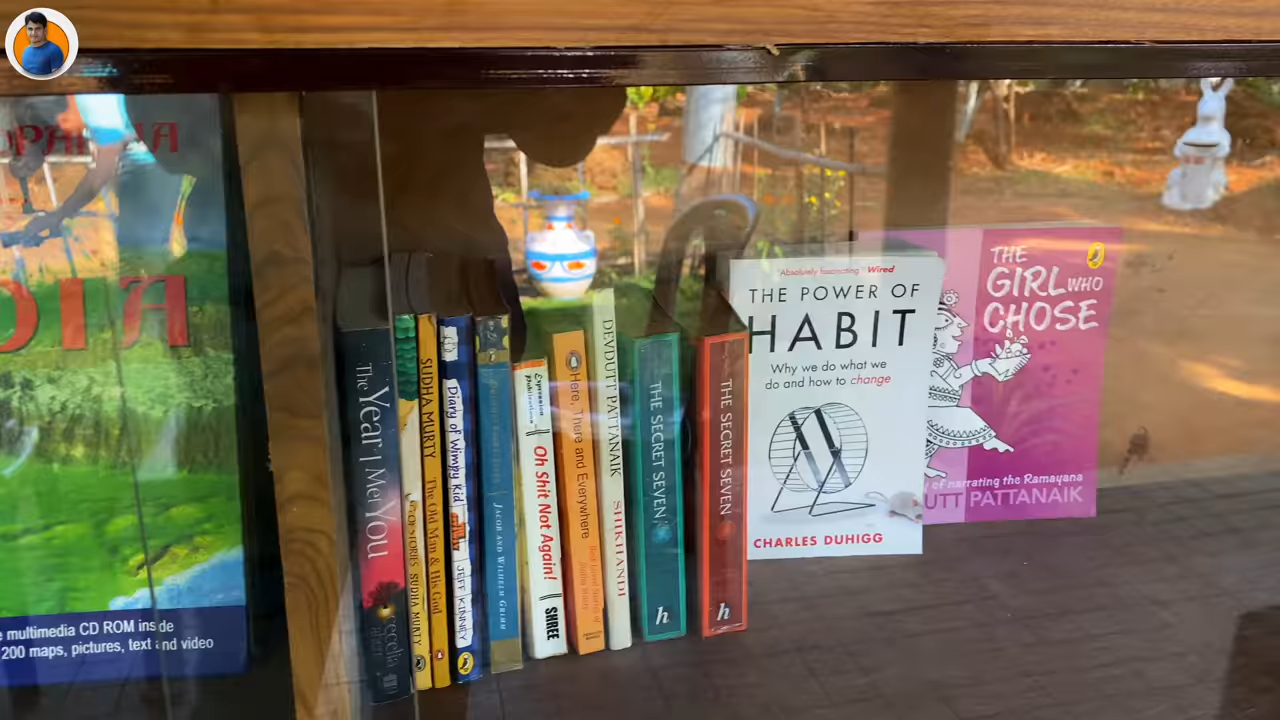 DIA
multimedia CD ROM inside
200 maps, pictures, text and video
The Year I Met You
cecelia
OF STORIES SUDHA MURTY
SUDHA MURTY The Old Man & His God
Diary of a Wimpy Kid JEFF KINNEY
JACOB AND WILHELM GRIMM
Expression
Publications
Oh Shit Not Again!
SHREE
Here, There and Everywhere
DEVDUTT PATTANAIK SHIKHANDI
THE SECRET SEVEN
h
THE SECRET SEVEN
h
"Absolutely fascinating" Wired
THE POWER OF
HABIT
Why we do what we
do and how to change
CHARLES DUHIGG
THE
GIRL WHO
CHOSE
of narrating the Ramayana
UTT PATTANAIK